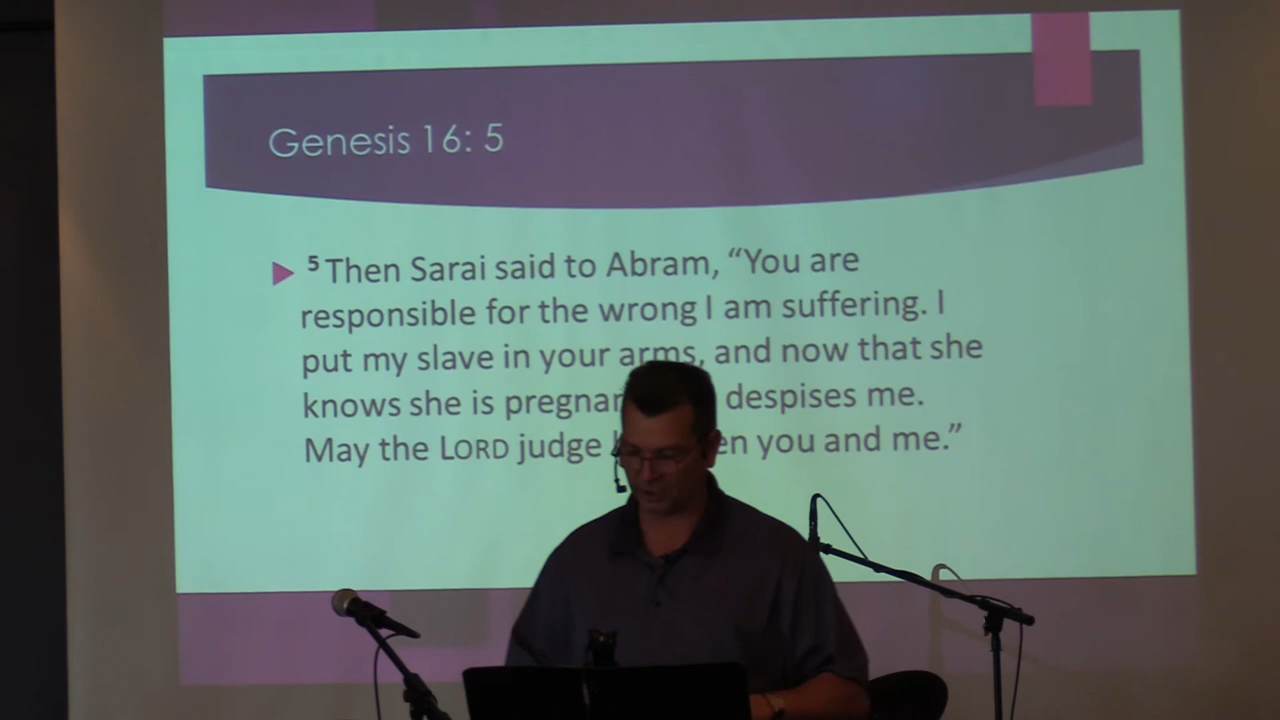 Genesis 16: 5
5 Then Sarai said to Abram, “You are
responsible for the wrong I am suffering. I
put my slave in your arms, and now that she
knows she is despises me.
May the LORD judge you and me.”